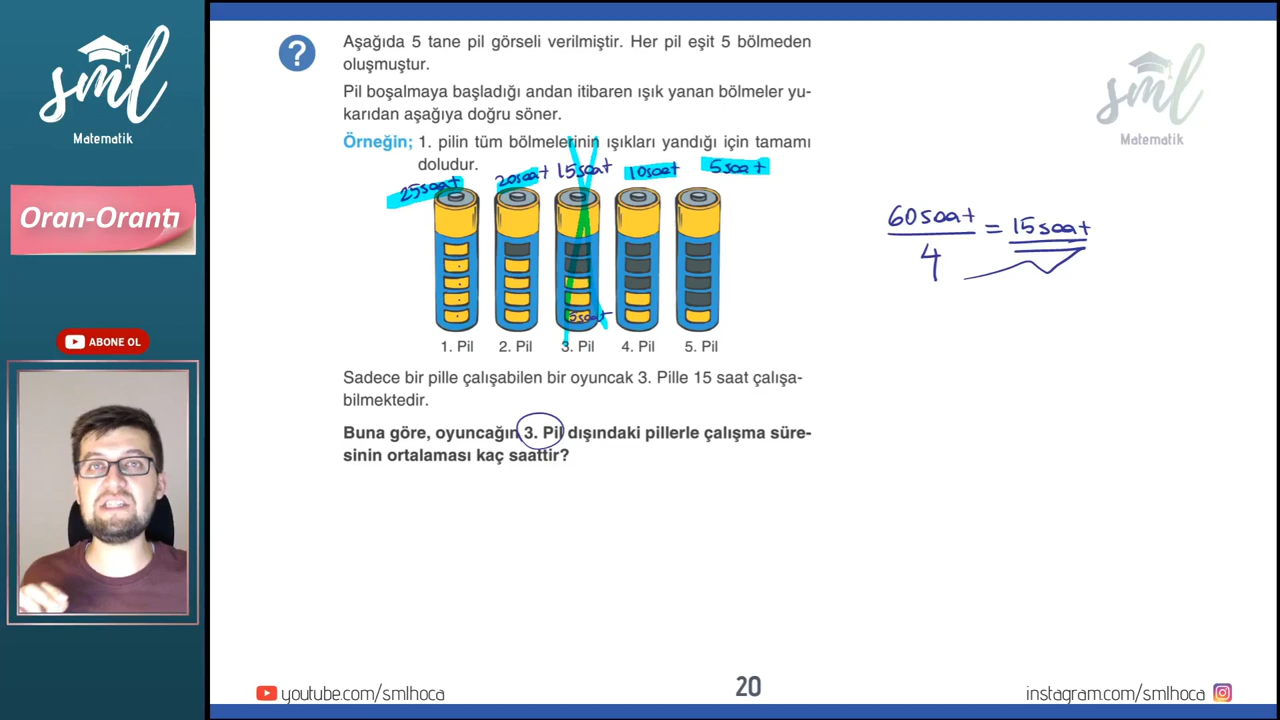 sml
Matematik
Oran-Orantı
ABONE OL
?
Aşağıda 5 tane pil görseli verilmiştir. Her pil eşit 5 bölmeden
oluşmuştur.
Pil boşalmaya başladığı andan itibaren ışık yanan bölmeler yu-
karıdan aşağıya doğru söner.
Örneğin; 1. pilin tüm bölmelerinin ışıkları yandığı için tamamı
doludur.
25saat 20saat 15saat 10saat 5saat
5saat
1. Pil 2. Pil 3. Pil 4. Pil 5. Pil
Sadece bir pille çalışabilen bir oyuncak 3. Pille 15 saat çalışa-
bilmektedir.
Buna göre, oyuncağın 3. Pil dışındaki pillerle çalışma süre-
sinin ortalaması kaç saattir?
60saat
4
= 15saat
sml
Matematik
youtube.com/smlhoca
20
instagram.com/smlhoca